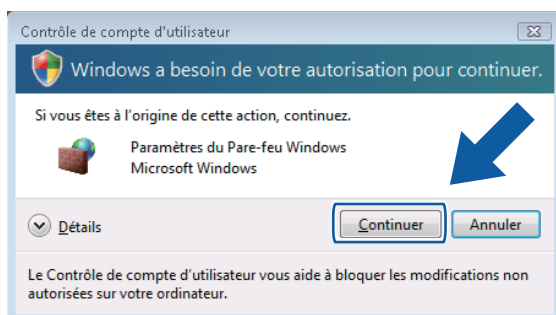 Contrôle de compte d'utilisateur
Windows a besoin de votre autorisation pour continuer.
Si vous êtes à l'origine de cette action, continuez.
Paramètres du Pare-feu Windows
Microsoft Windows
Détails
Continuer
Annuler
Le Contrôle de compte d'utilisateur vous aide à bloquer les modifications non
autorisées sur votre ordinateur.